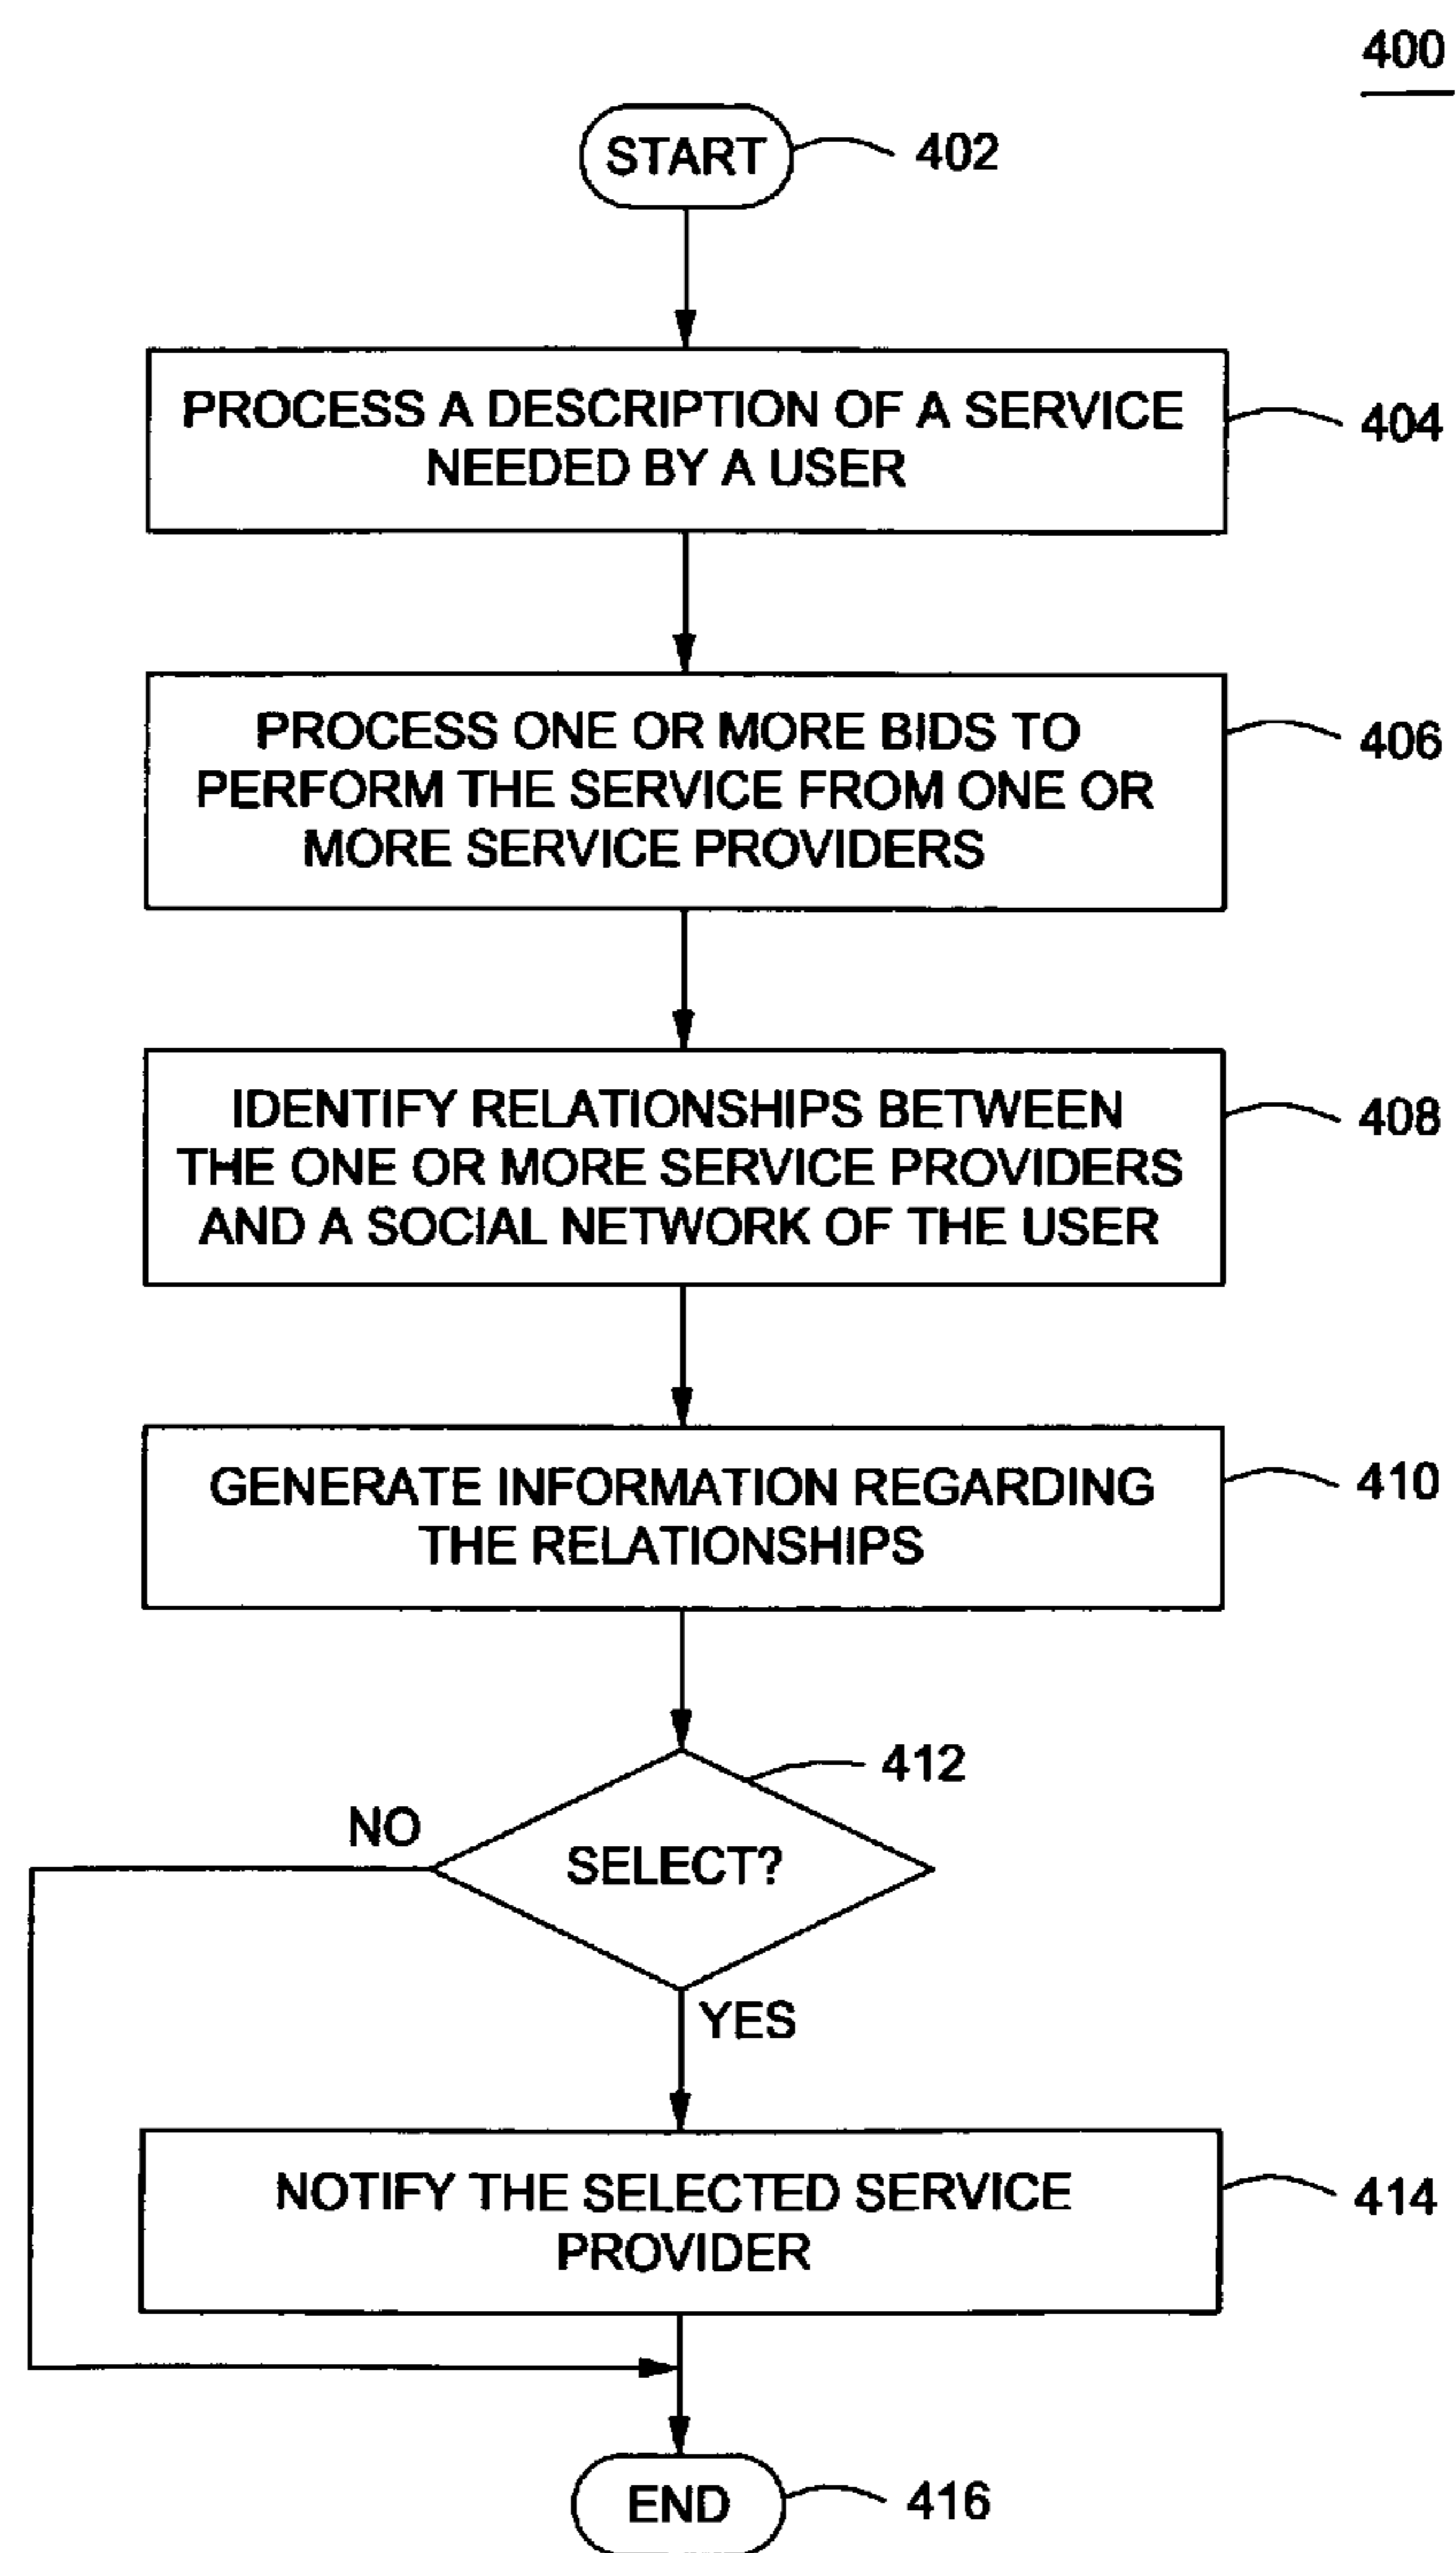 400
START
402
PROCESS A DESCRIPTION OF A SERVICE
NEEDED BY A USER
404
PROCESS ONE OR MORE BIDS TO
PERFORM THE SERVICE FROM ONE OR
MORE SERVICE PROVIDERS
406
IDENTIFY RELATIONSHIPS BETWEEN
THE ONE OR MORE SERVICE PROVIDERS
AND A SOCIAL NETWORK OF THE USER
408
GENERATE INFORMATION REGARDING
THE RELATIONSHIPS
410
412
NO
SELECT?
YES
NOTIFY THE SELECTED SERVICE
PROVIDER
414
END
416